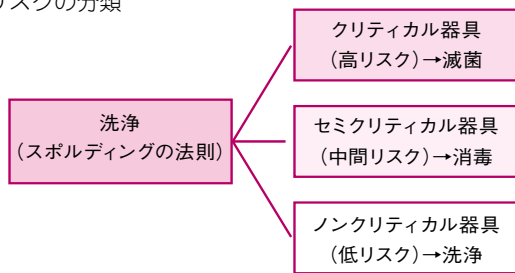 リスクの分類
クリティカル器具
(高リスク)→滅菌
洗浄
(スポルディングの法則)
セミクリティカル器具
(中間リスク)→消毒
ノンクリティカル器具
(低リスク)→洗浄